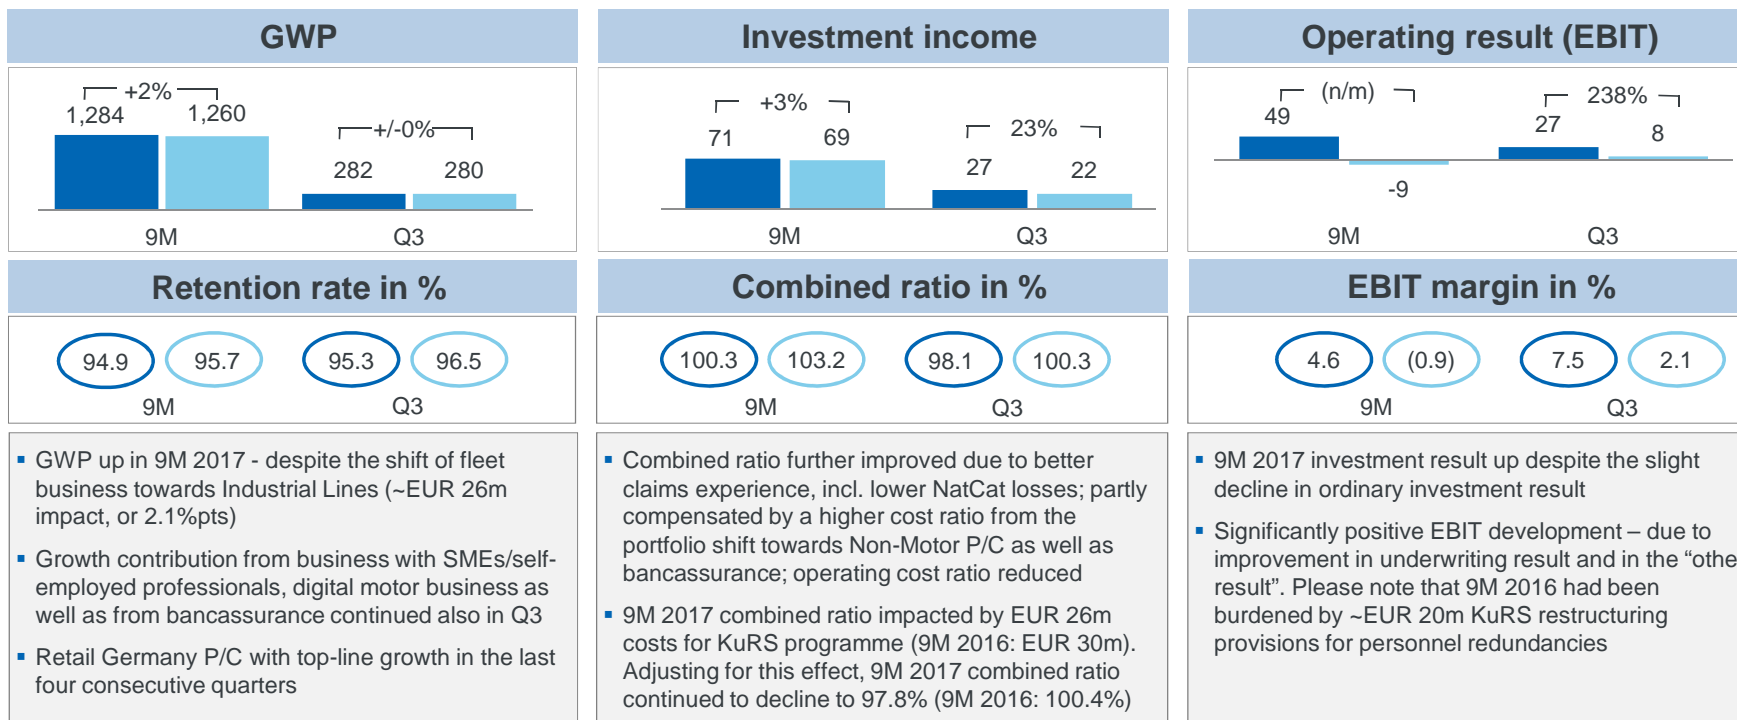 GWP
+2%
1,284
1,260
+/-0%
282
280
9M
Q3
Investment income
+3%
71
69
23%
27
22
9M
Q3
Operating result (EBIT)
(n/m)
49
-9
238%
27
8
9M
Q3
Retention rate in %
94.9
95.7
95.3
96.5
9M
Q3
Combined ratio in %
100.3
103.2
98.1
100.3
9M
Q3
EBIT margin in %
4.6
(0.9)
7.5
2.1
9M
Q3
▪ GWP up in 9M 2017 - despite the shift of fleet
business towards Industrial Lines (~EUR 26m
impact, or 2.1%pts)
▪ Growth contribution from business with SMEs/self-
employed professionals, digital motor business as
well as from bancassurance continued also in Q3
▪ Retail Germany P/C with top-line growth in the last
four consecutive quarters
▪ Combined ratio further improved due to better
claims experience, incl. lower NatCat losses; partly
compensated by a higher cost ratio from the
portfolio shift towards Non-Motor P/C as well as
bancassurance; operating cost ratio reduced
▪ 9M 2017 combined ratio impacted by EUR 26m
costs for KuRS programme (9M 2016: EUR 30m).
Adjusting for this effect, 9M 2017 combined ratio
continued to decline to 97.8% (9M 2016: 100.4%)
▪ 9M 2017 investment result up despite the slight
decline in ordinary investment result
▪ Significantly positive EBIT development – due to
improvement in underwriting result and in the “othe
result”. Please note that 9M 2016 had been
burdened by ~EUR 20m KuRS restructuring
provisions for personnel redundancies